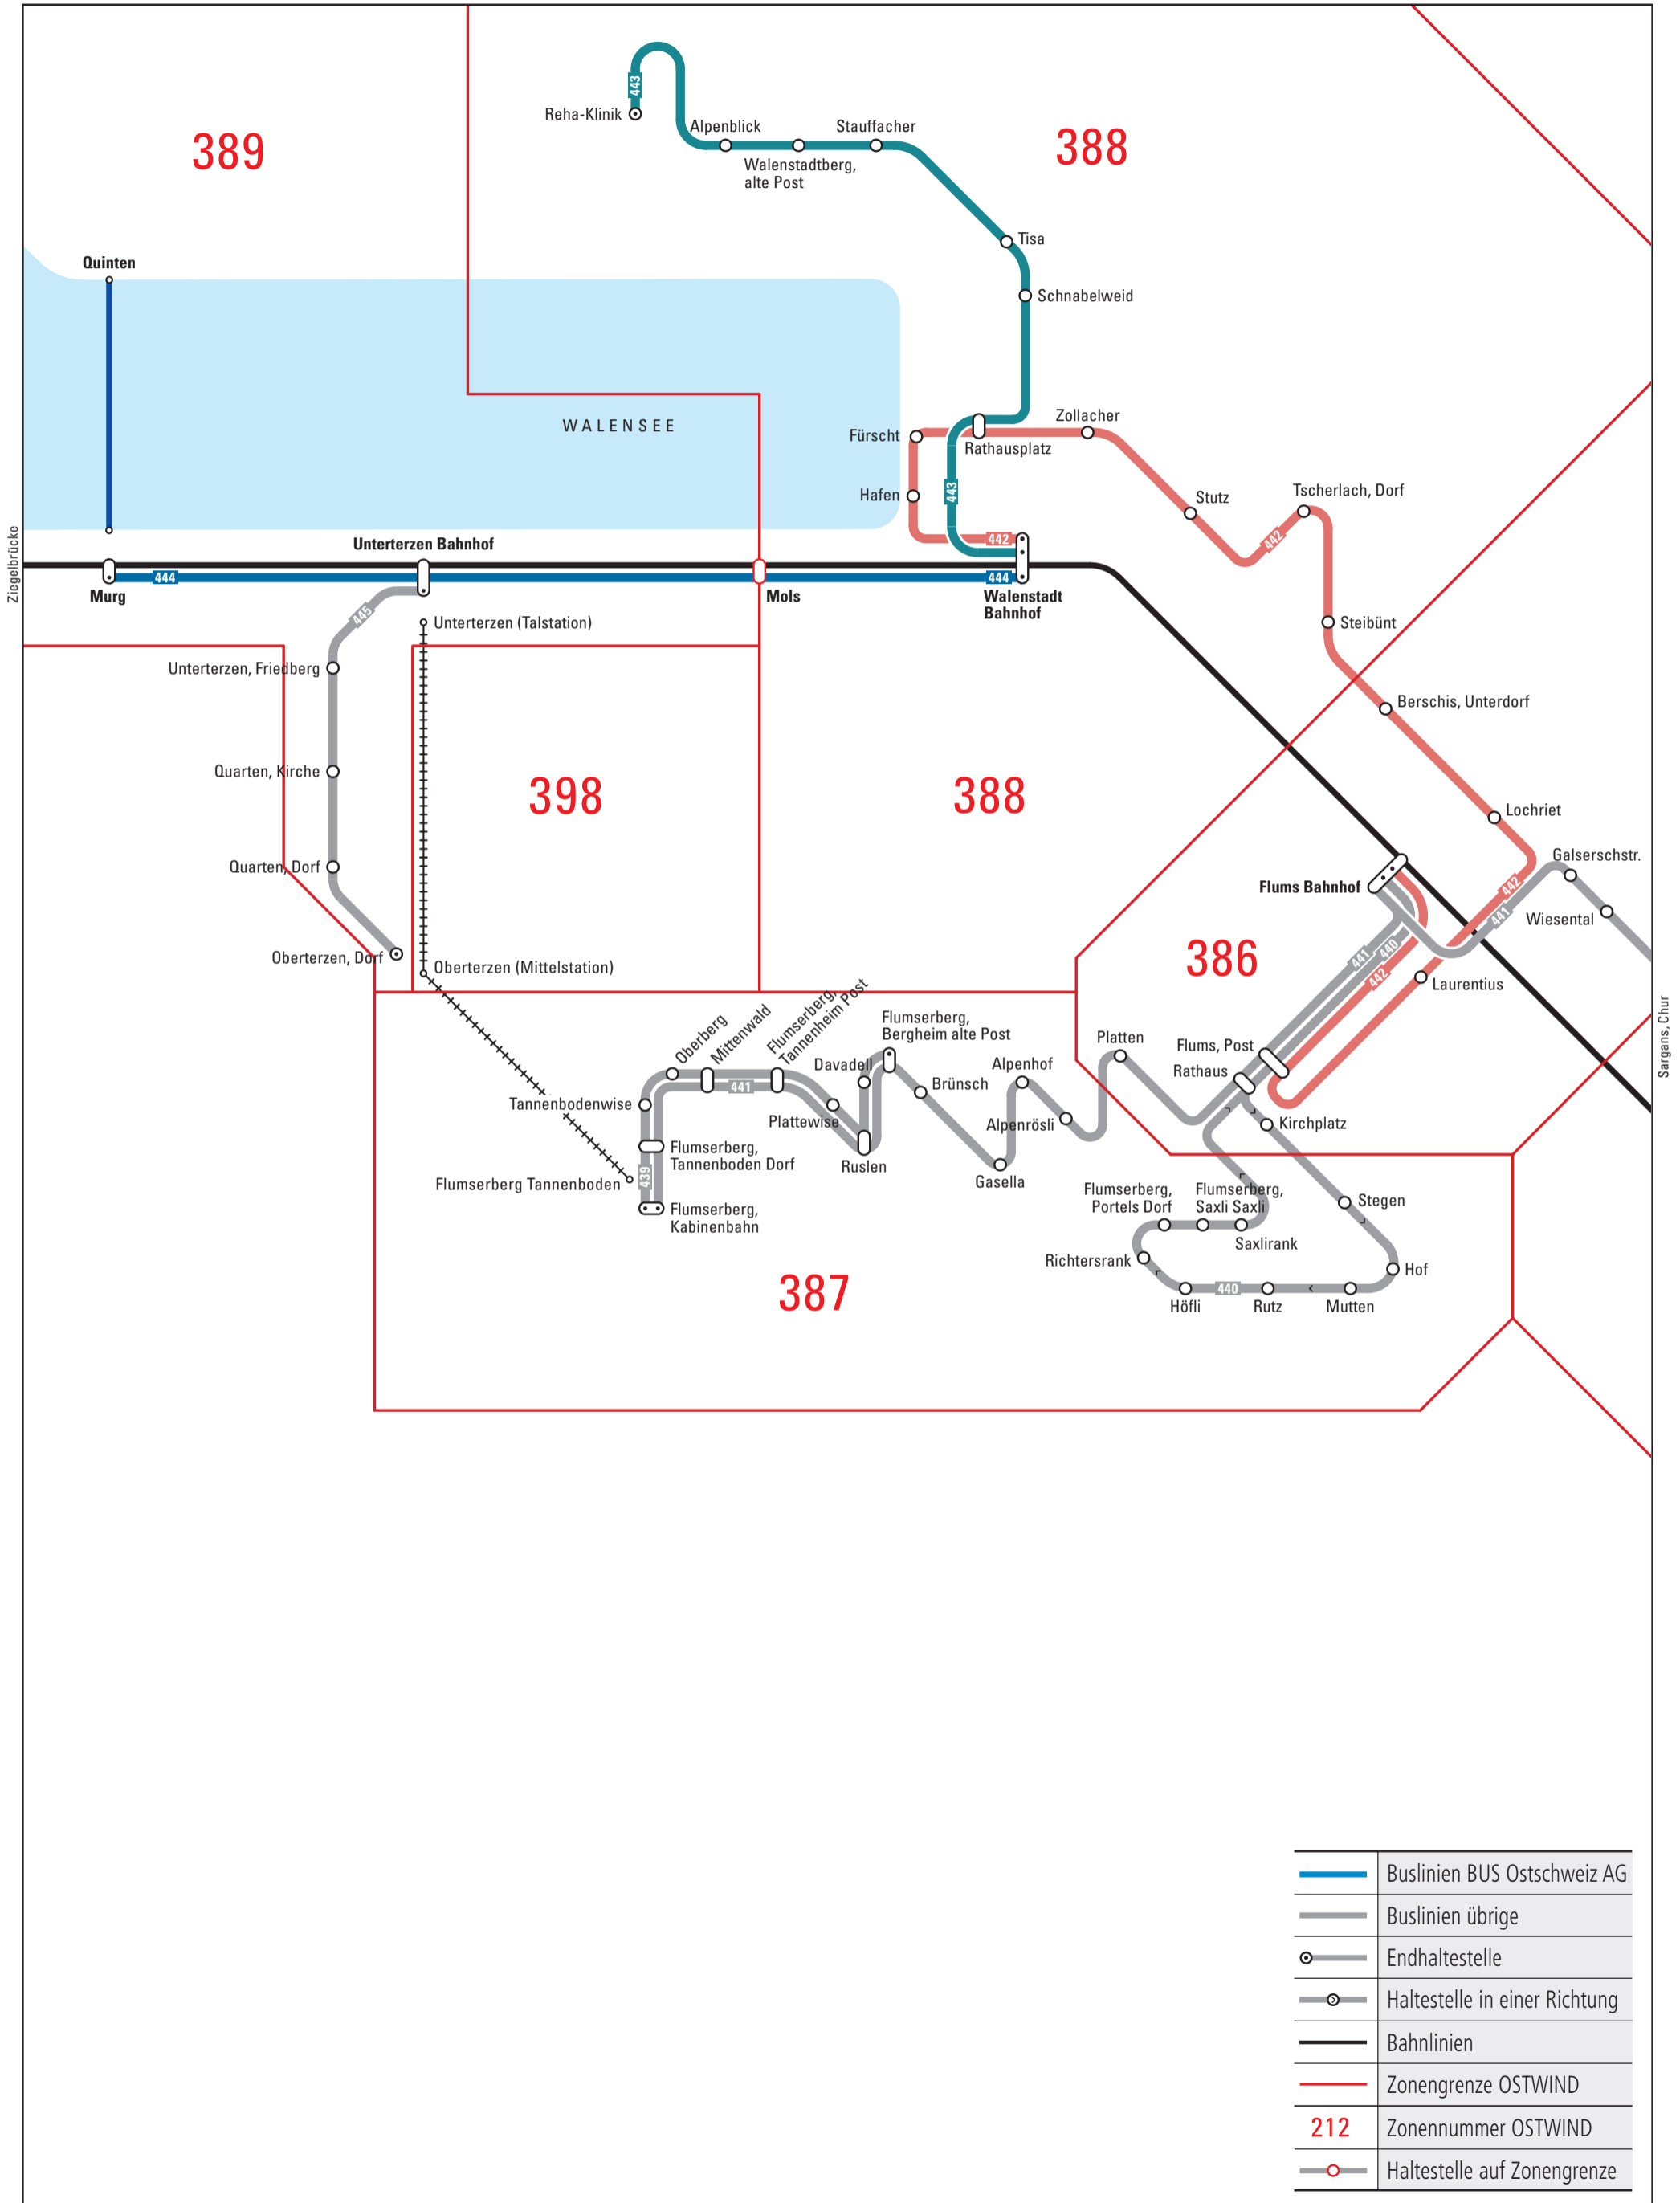 443
Reha-Klinik
Alpenblick
Stauffacher
Walenstadtberg,
alte Post
389
388
Tisa
Quinten
Schnabelweid
WALENSEE
Zollacher
Fürscht
Rathausplatz
Hafen
443
Stutz
Tscherlach, Dorf
442
442
Ziegelbrücke
Unterterzen Bahnhof
444
444
Murg
Mols
Walenstadt
Bahnhof
445
Unterterzen (Talstation)
Steibünt
Unterterzen, Friedberg
Berschis, Unterdorf
Quarten, Kirche
398
388
Lochriet
Quarten, Dorf
Galserschstr.
Flums Bahnhof
442
441
Wiesental
Oberterzen, Dorf
Oberterzen (Mittelstation)
386
441
440
442
Laurentius
Sargans, Chur
Oberberg
Mittenwald
Flumserberg,
Tannenheim Post
Flumserberg,
Bergheim alte Post
Davadell
Brünsch
Alpenhof
Platten
Flums, Post
Rathaus
441
Tannenbodenwise
Plattewise
Alpenrösli
Kirchplatz
Flumserberg,
Tannenboden Dorf
Ruslen
Gasella
439
Flumserberg Tannenboden
Flumserberg,
Kabinenbahn
Flumserberg,
Portels Dorf
Flumserberg,
Saxli Saxli
Stegen
Saxlirank
Richtersrank
Hof
387
440
Höfli
Rutz
Mutten
Buslinien BUS Ostschweiz AG
Buslinien übrige
Endhaltestelle
Haltestelle in einer Richtung
Bahnlinien
Zonengrenze OSTWIND
212 Zonennummer OSTWIND
Haltestelle auf Zonengrenze